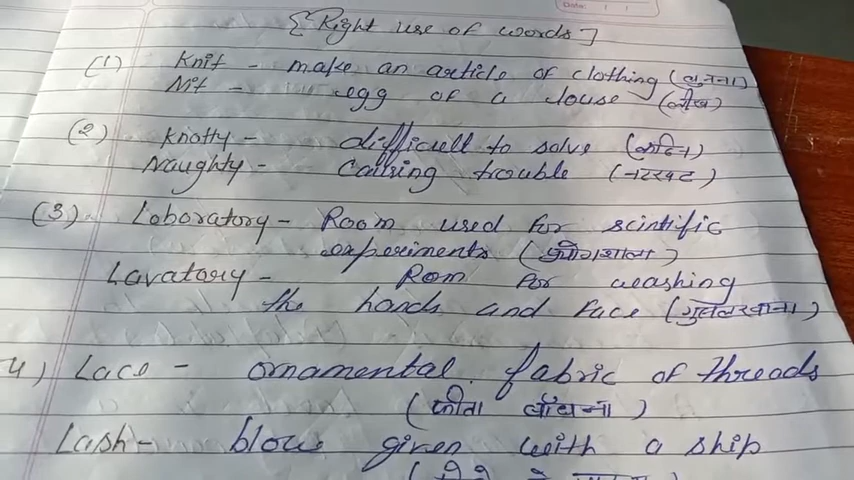 Date:
{Right use of words]
(1) Knit - make an article of clothing (बुनना)
Nit - egg of a louse (लीख)
(2) Knotty - difficult to solve (कठिन)
Naughty - Causing trouble (नटखट)
(3) Loboratory - Room used for scintific
experiments (प्रयोगशाला)
Lavatory - Rom for washing
the hands and face (गुसलखाना)
4) Lace - ornamental fabric of threads
(फीता बाँधना)
Lash - blow given with a ship